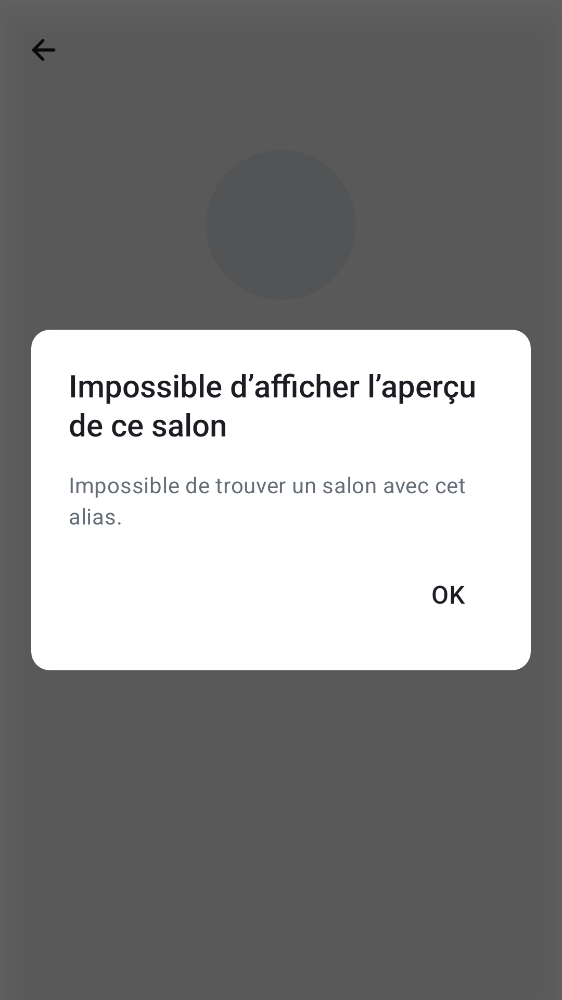 Impossible d’afficher l’aperçu
de ce salon
Impossible de trouver un salon avec cet
alias.
OK